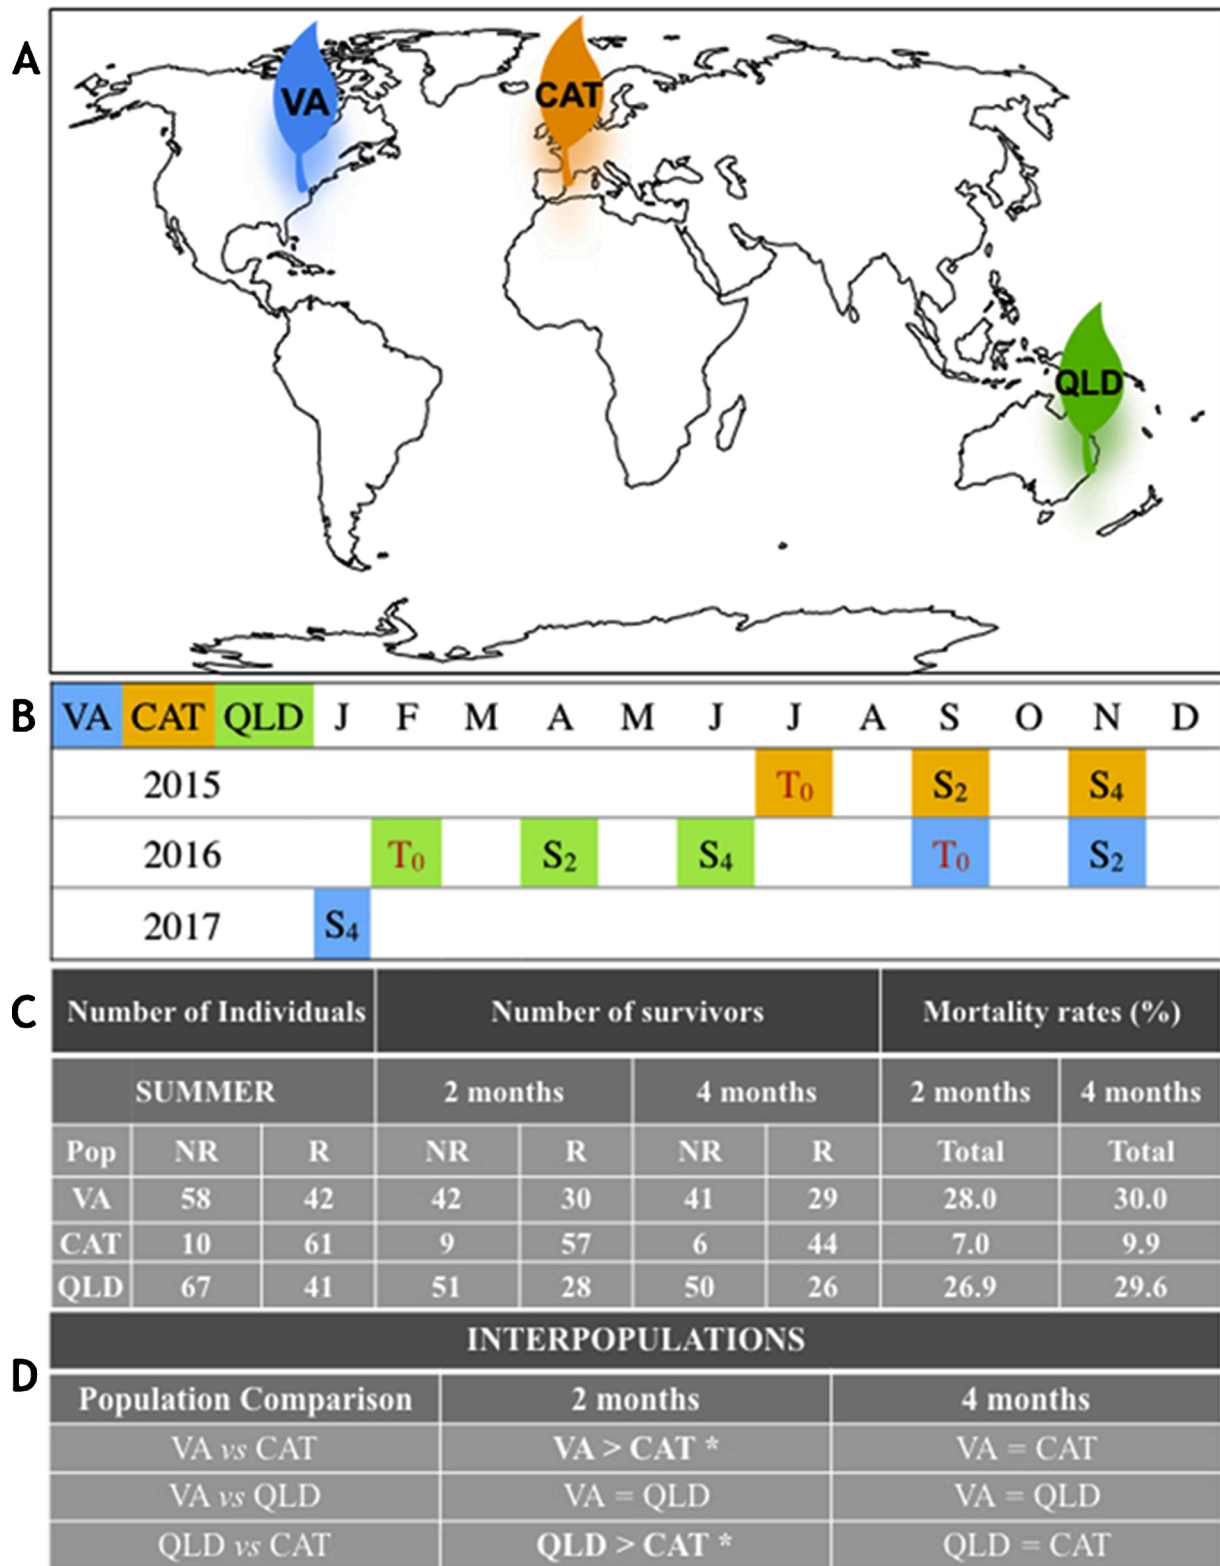 A
VA
CAT
QLD
B
VA CAT QLD J F M A M J J A S O N D
2015 T₀ S₂ S₄
2016 T₀ S₂ S₄ T₀ S₂
2017 S₄
C
Number of Individuals Number of survivors Mortality rates (%)
SUMMER 2 months 4 months 2 months 4 months
Pop NR R NR R NR R Total Total
VA 58 42 42 30 41 29 28.0 30.0
CAT 10 61 9 57 6 44 7.0 9.9
QLD 67 41 51 28 50 26 26.9 29.6
INTERPOPULATIONS
D
Population Comparison 2 months 4 months
VA vs CAT VA > CAT * VA = CAT
VA vs QLD VA = QLD VA = QLD
QLD vs CAT QLD > CAT * QLD = CAT